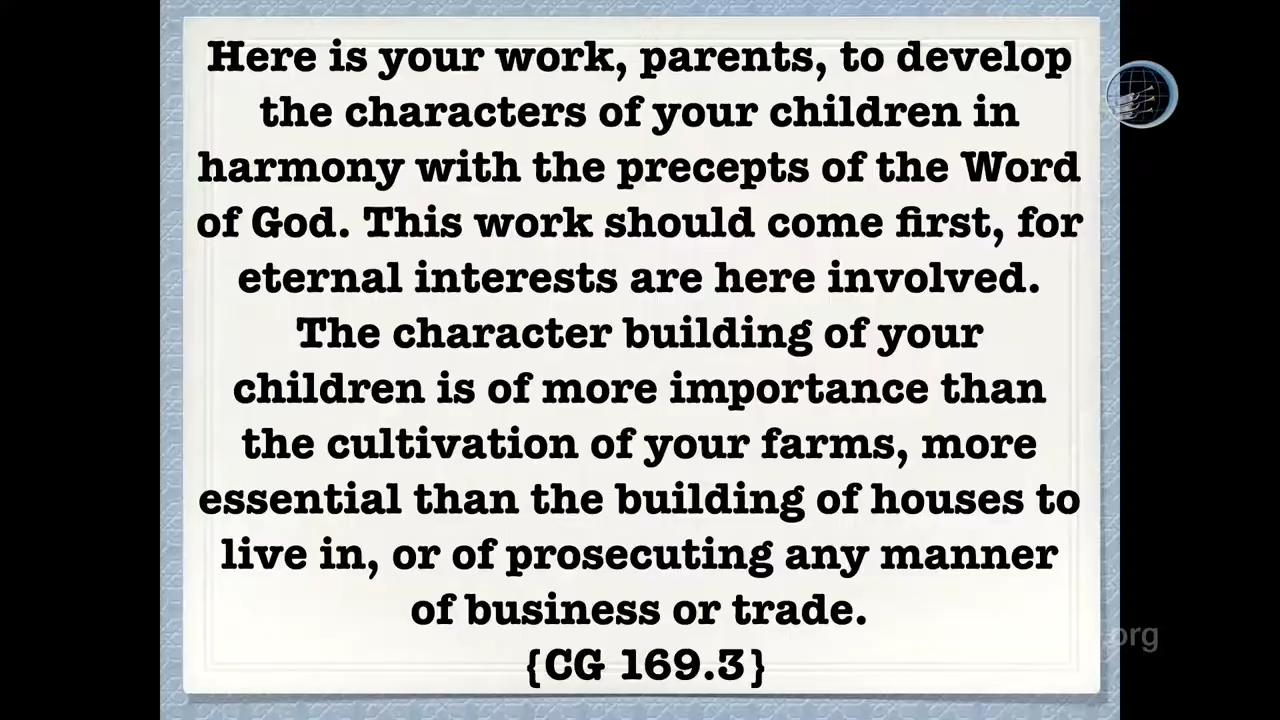 Here is your work, parents, to develop
the characters of your children in
harmony with the precepts of the Word
of God. This work should come first, for
eternal interests are here involved.
The character building of your
children is of more importance than
the cultivation of your farms, more
essential than the building of houses to
live in, or of prosecuting any manner
of business or trade.
{CG 169.3}
org